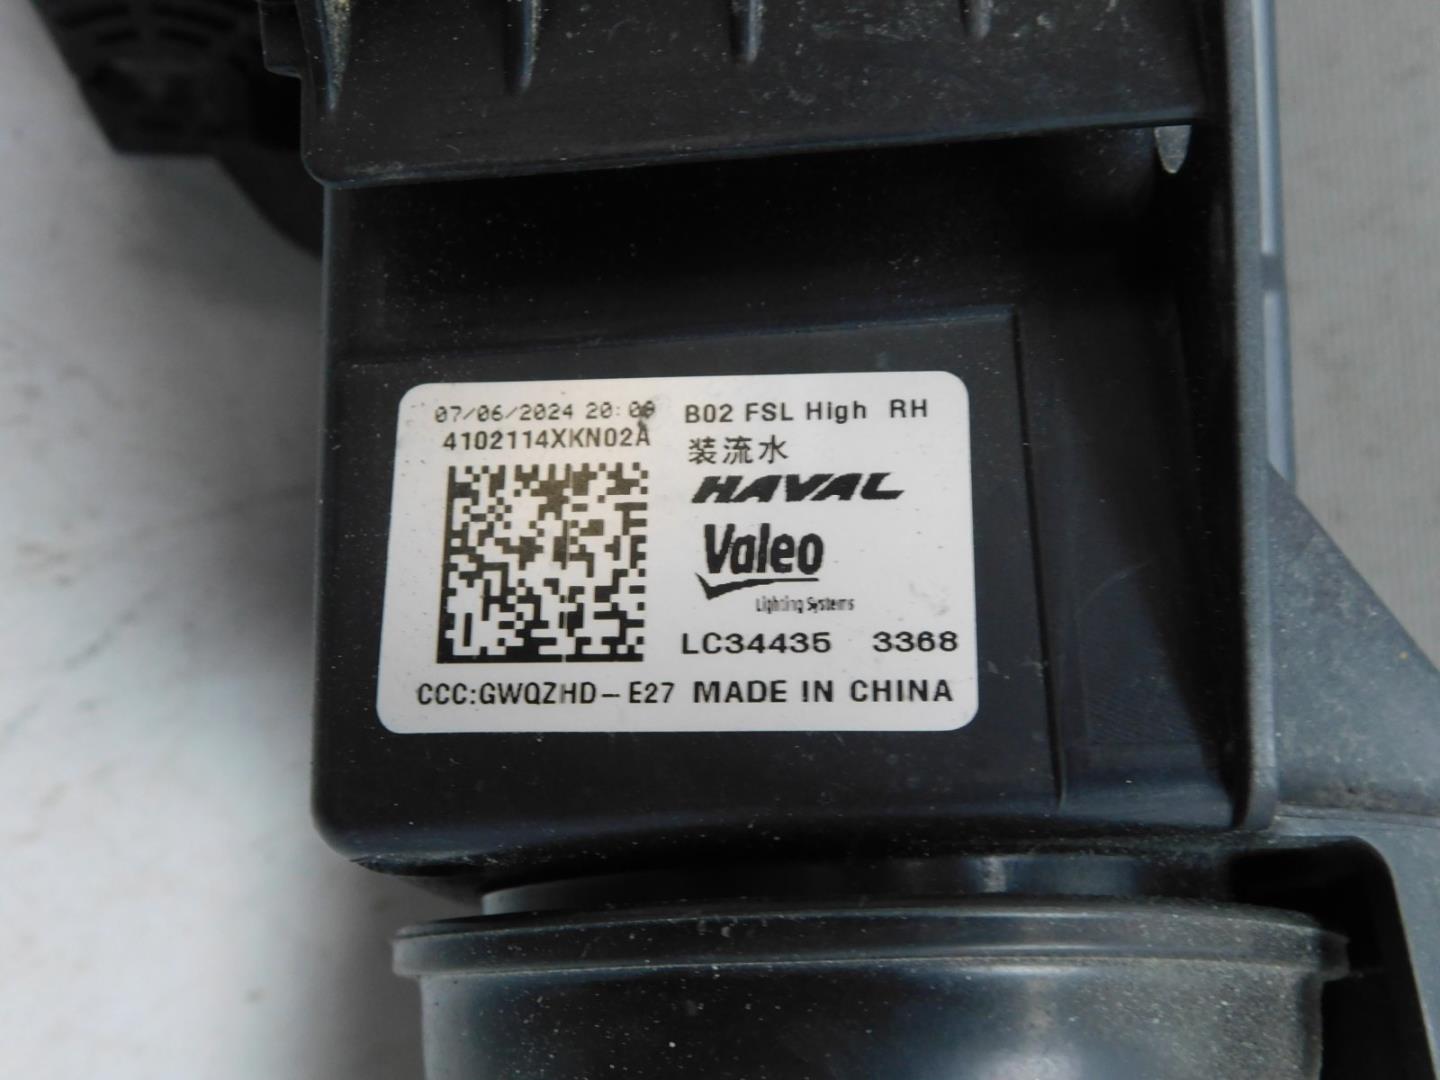 07/06/2024 20:00 B02 FSL High RH
4102114XKN02A 装流水
HAVAL
Valeo
Lighting Systems
LC34435 3368
CCC:GWQZHD-E27 MADE IN CHINA